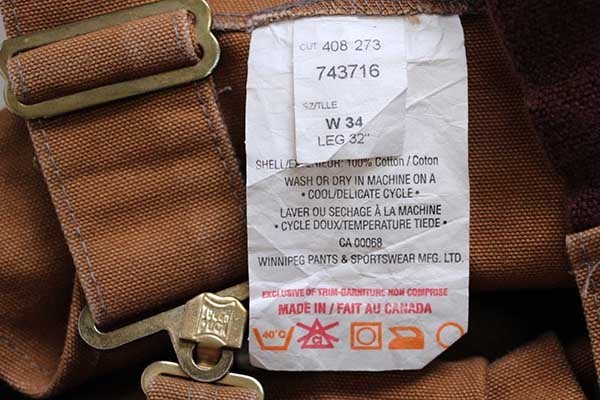 CUT 408 273
743716
SZ/TLLE
W 34
LEG 32"
100% Cotton / Coton
WASH OR DRY IN MACHINE ON A
• COOL/DELICATE CYCLE •
LAVER OU SECHAGE À LA MACHINE
• CYCLE DOUX/TEMPERATURE TIEDE •
CA 00068
WINNIPEG PANTS & SPORTSWEAR MFG. LTD.
EXCLUSIVE OF TRIM-GARNITURE NON COMPRISE
MADE IN / FAIT AU CANADA
40°C
CL